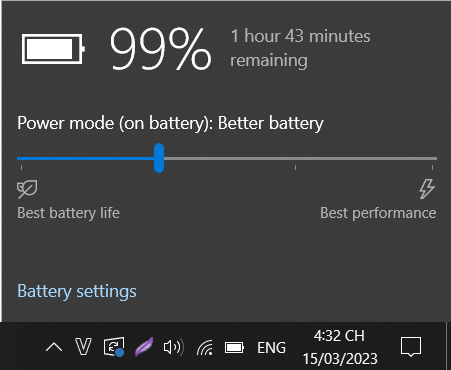 99%
1 hour 43 minutes
remaining
Power mode (on battery): Better battery
Best battery life
Best performance
Battery settings
ENG
4:32 CH
15/03/2023